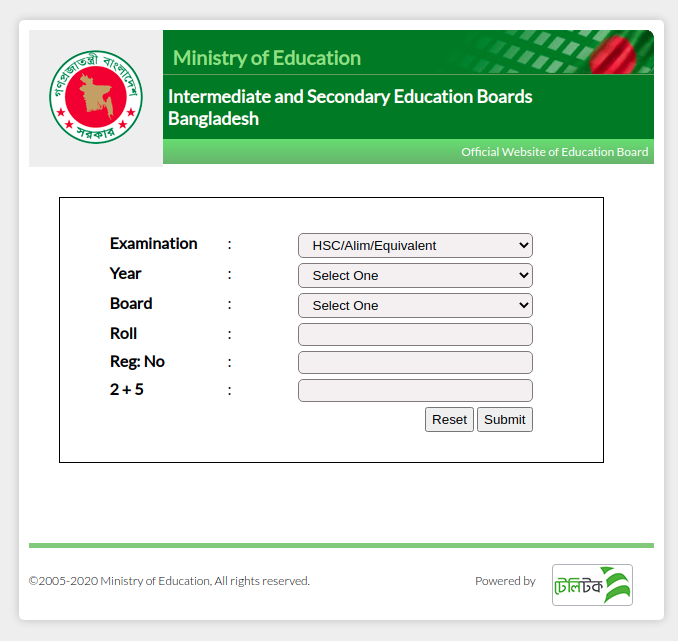 গণপ্রজাতন্ত্রী বাংলাদেশ
সরকার
Ministry of Education
Intermediate and Secondary Education Boards
Bangladesh
Official Website of Education Board
Examination : HSC/Alim/Equivalent
Year : Select One
Board : Select One
Roll :
Reg: No :
2 + 5 :
Reset Submit
©2005-2020 Ministry of Education, All rights reserved. Powered by টেলিটক